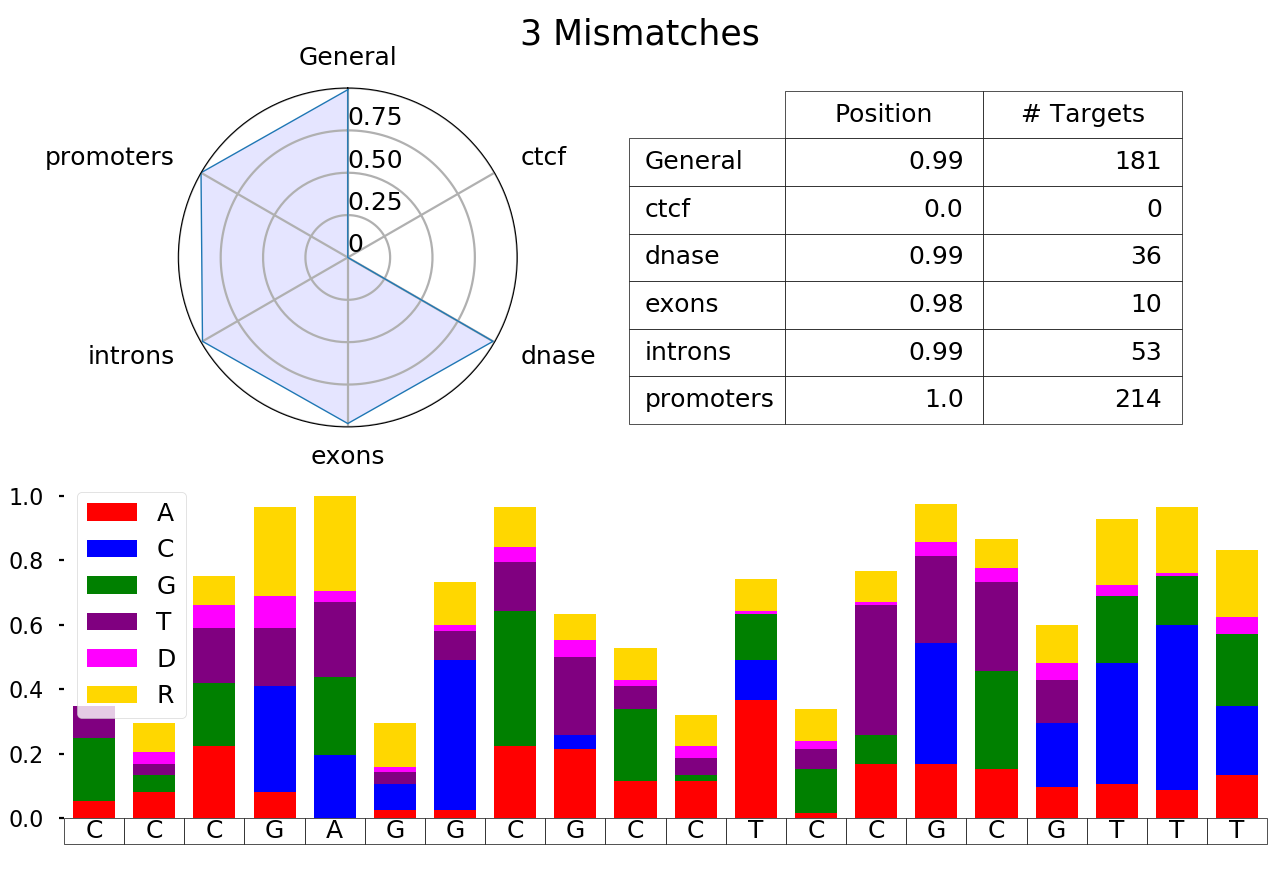 3 Mismatches
General
promoters
ctcf
introns
dnase
exons
0.75
0.50
0.25
0
Position # Targets
General 0.99 181
ctcf 0.0 0
dnase 0.99 36
exons 0.98 10
introns 0.99 53
promoters 1.0 214
1.0
0.8
0.6
0.4
0.2
0.0
A
C
G
T
D
R
C C C G A G G C G C C T C C G C G T T T